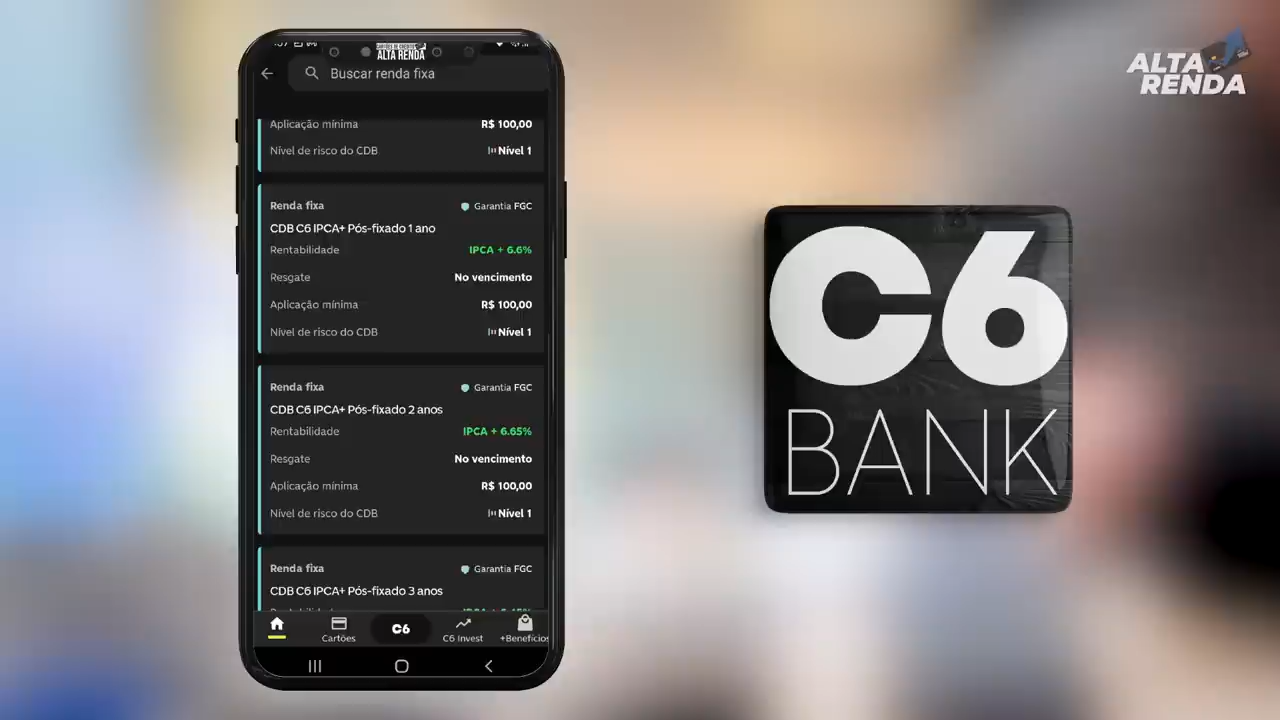 ALTA RENDA
Buscar renda fixa
Aplicação mínima R$ 100,00
Nível de risco do CDB Nível 1
Renda fixa Garantia FGC
CDB C6 IPCA+ Pós-fixado 1 ano
Rentabilidade IPCA + 6.6%
Resgate No vencimento
Aplicação mínima R$ 100,00
Nível de risco do CDB Nível 1
Renda fixa Garantia FGC
CDB C6 IPCA+ Pós-fixado 2 anos
Rentabilidade IPCA + 6.65%
Resgate No vencimento
Aplicação mínima R$ 100,00
Nível de risco do CDB Nível 1
Renda fixa Garantia FGC
CDB C6 IPCA+ Pós-fixado 3 anos
Cartões C6 C6 Invest +Benefícios
C6
BANK
ALTA
RENDA